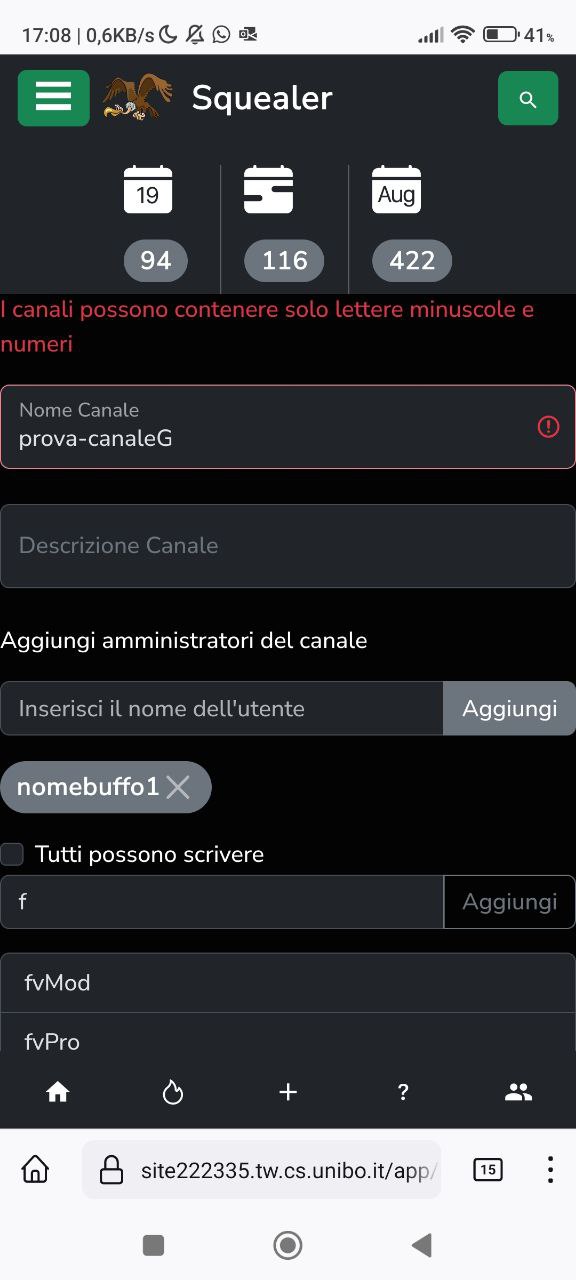 17:08 | 0,6KB/s 41%
Squealer
19 Aug
94 116 422
I canali possono contenere solo lettere minuscole e
numeri
Nome Canale
prova-canaleG
Descrizione Canale
Aggiungi amministratori del canale
Inserisci il nome dell'utente Aggiungi
nomebuffo1
Tutti possono scrivere
f Aggiungi
fvMod
fvPro
?
site222335.tw.cs.unibo.it/app/ 15